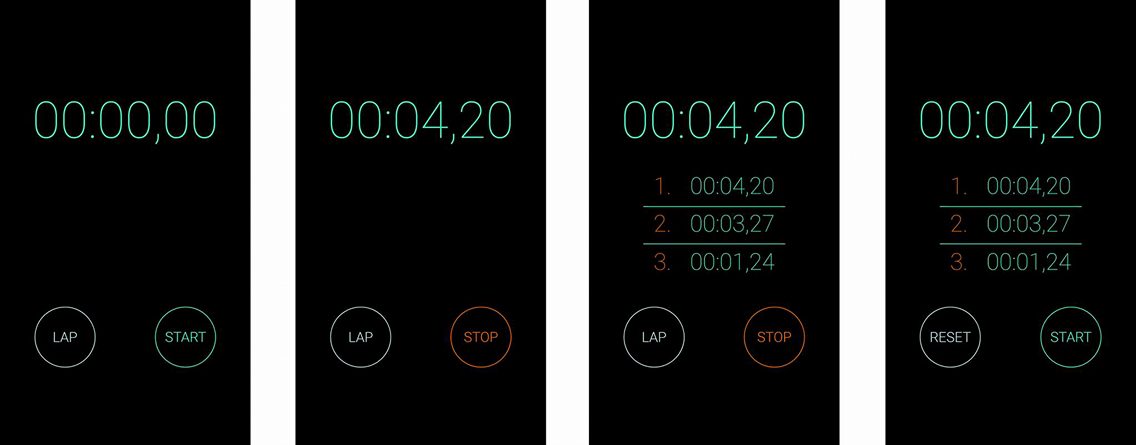 00:00,00
LAP START
00:04,20
LAP STOP
00:04,20
1. 00:04,20
2. 00:03,27
3. 00:01,24
LAP STOP
00:04,20
1. 00:04,20
2. 00:03,27
3. 00:01,24
RESET START